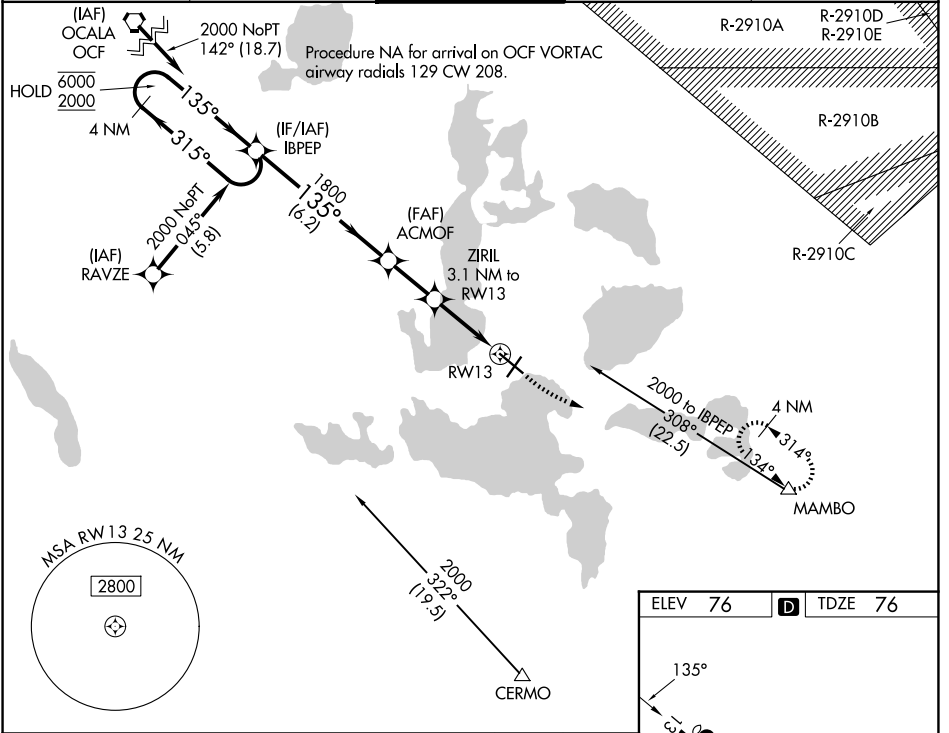 (IAF)
OCALA
OCF
2000 NoPT
142° (18.7)
Procedure NA for arrival on OCF VORTAC
airway radials 129 CW 208.
R-2910A
R-2910D
R-2910E
R-2910B
R-2910C
HOLD
6000
2000
4 NM
135°
315°
(IF/IAF)
IBPEP
2000 NoPT
045°
(5.8)
(IAF)
RAVZE
1800
135°
(6.2)
(FAF)
ACMOF
ZIRIL
3.1 NM to
RW13
RW13
2000 to IBPEP
308°
(22.5)
4 NM
314°
134°
MAMBO
2000
322°
(19.5)
CERMO
MSA RW13 25 NM
2800
ELEV 76
D
TDZE 76
135°